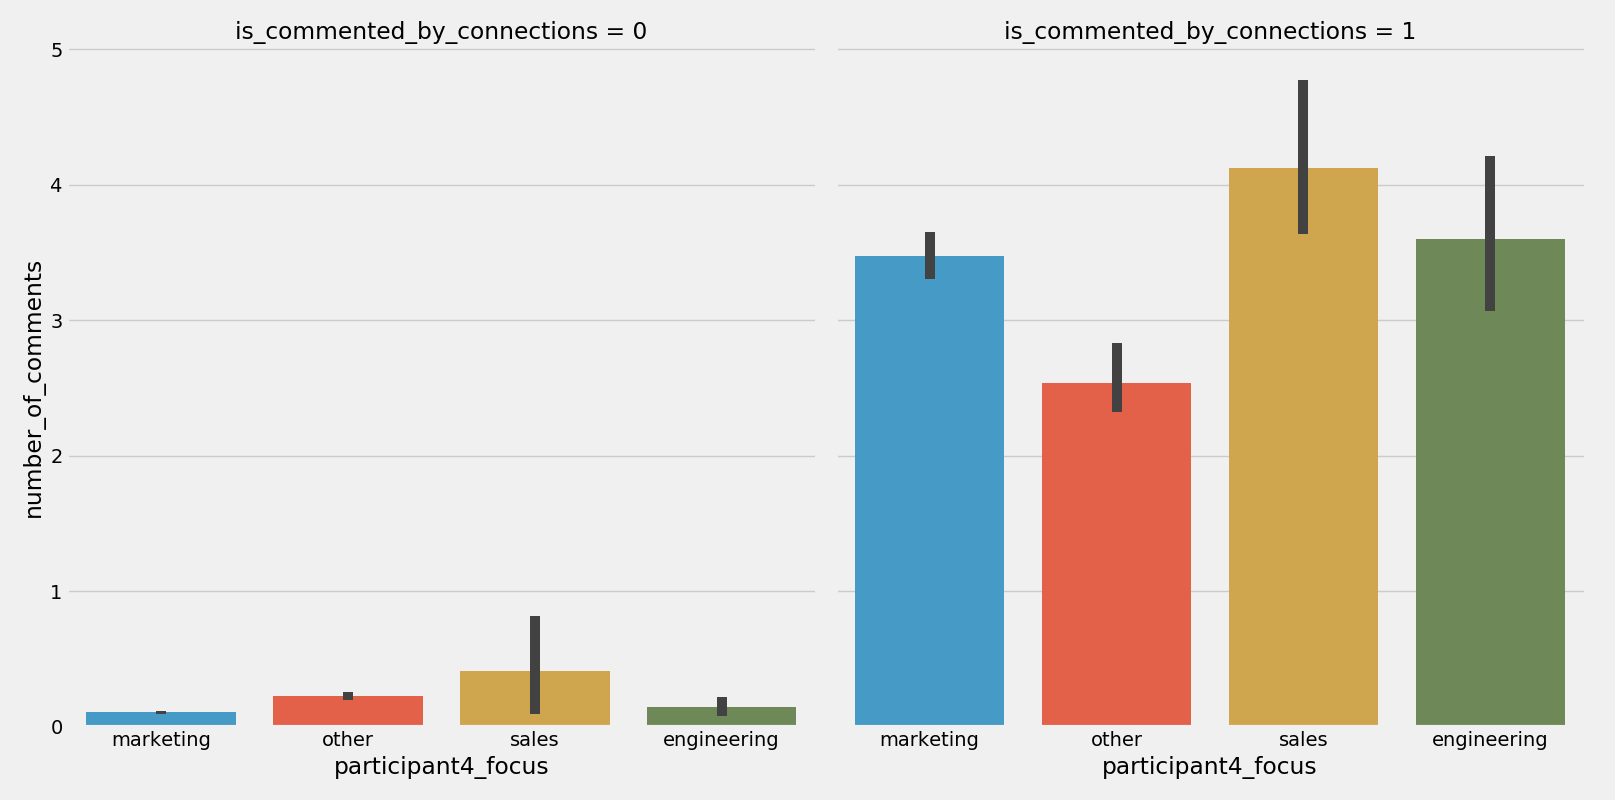 is_commented_by_connections = 0
is_commented_by_connections = 1
5
4
3
2
1
0
number_of_comments
marketing other sales engineering
marketing other sales engineering
participant4_focus
participant4_focus